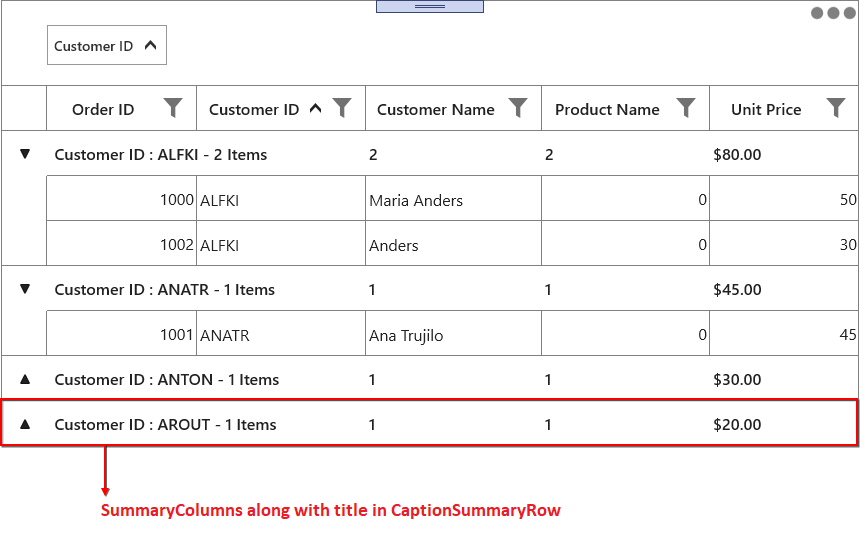 Customer ID
Order ID Customer ID Customer Name Product Name Unit Price
Customer ID : ALFKI - 2 Items 2 2 $80.00
1000 ALFKI Maria Anders 0 50
1002 ALFKI Anders 0 30
Customer ID : ANATR - 1 Items 1 1 $45.00
1001 ANATR Ana Trujilo 0 45
Customer ID : ANTON - 1 Items 1 1 $30.00
Customer ID : AROUT - 1 Items 1 1 $20.00
SummaryColumns along with title in CaptionSummaryRow